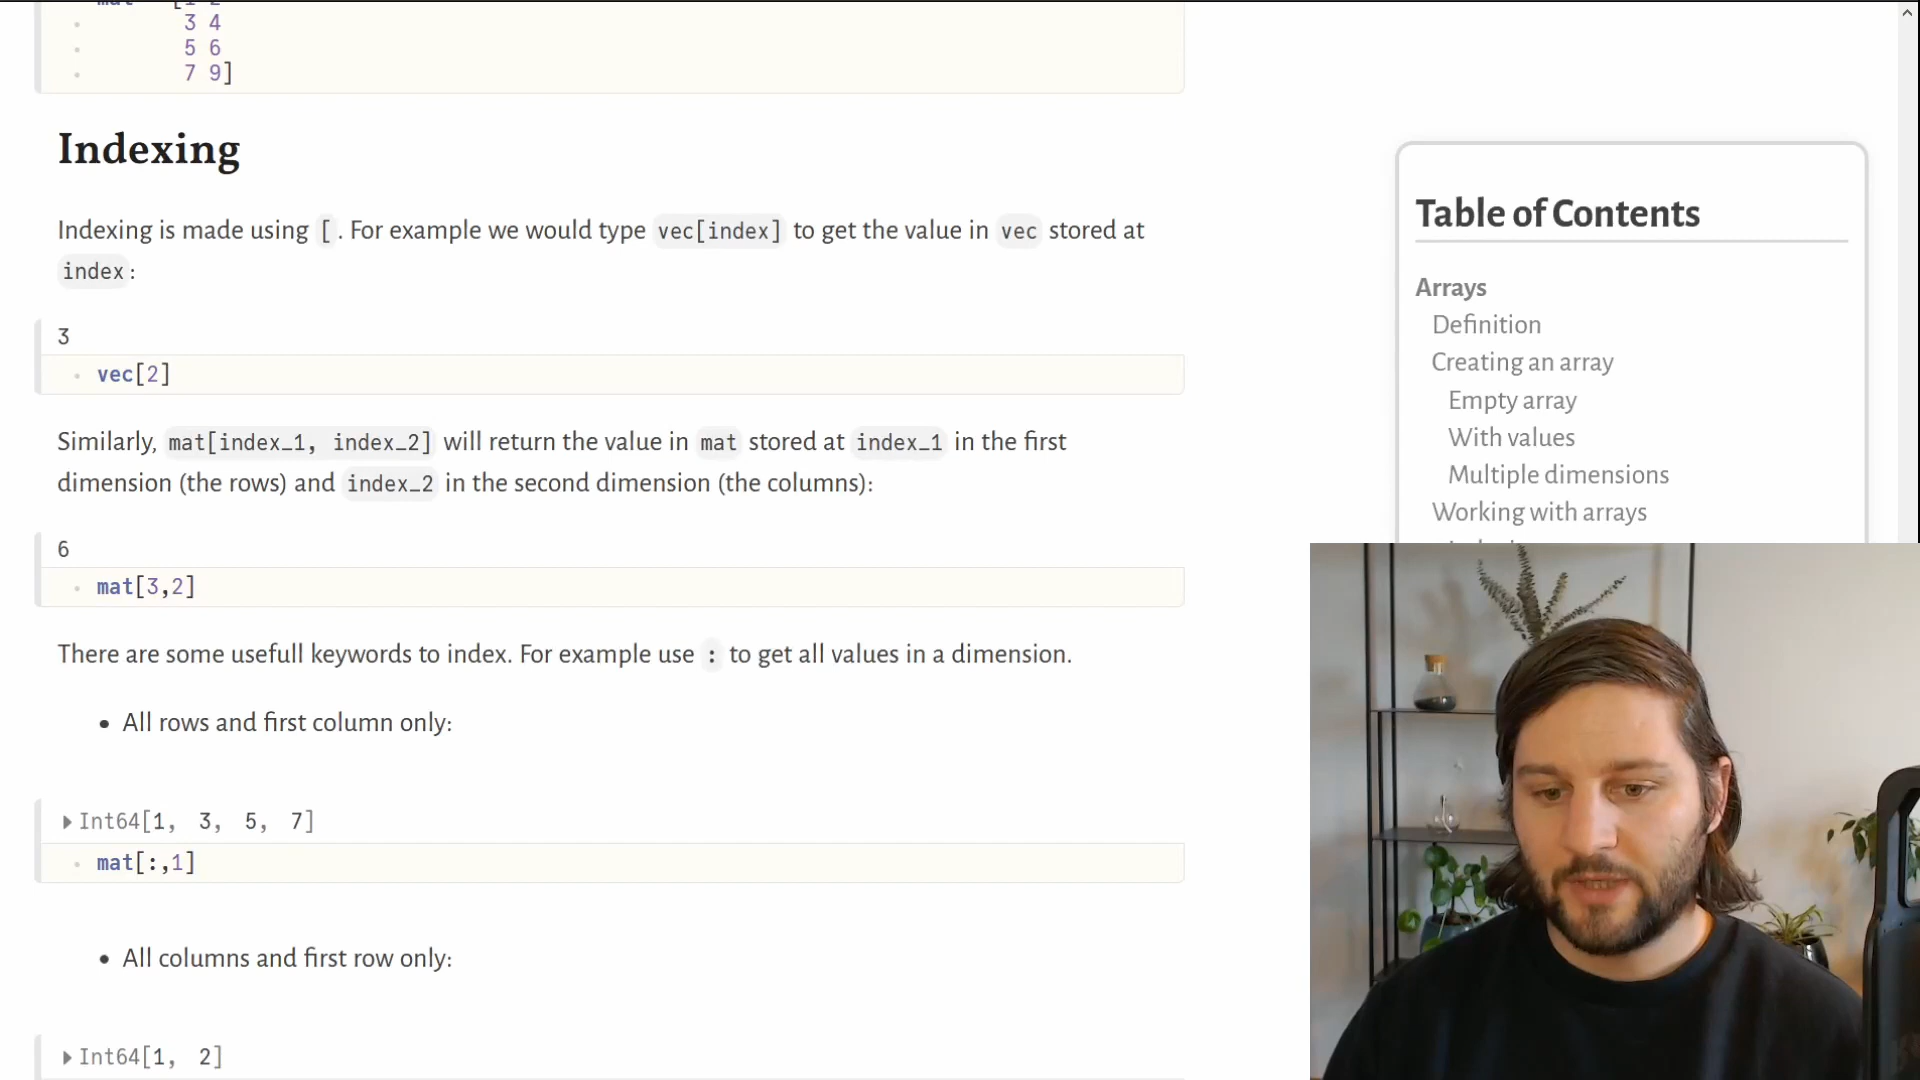 3 4
5 6
7 9]
Indexing
Indexing is made using [ . For example we would type vec[index] to get the value in vec stored at
index :
3
vec[2]
Similarly, mat[index_1, index_2] will return the value in mat stored at index_1 in the first
dimension (the rows) and index_2 in the second dimension (the columns):
6
mat[3,2]
There are some usefull keywords to index. For example use : to get all values in a dimension.
• All rows and first column only:
Int64[1, 3, 5, 7]
mat[:,1]
• All columns and first row only:
Int64[1, 2]
Table of Contents
Arrays
Definition
Creating an array
Empty array
With values
Multiple dimensions
Working with arrays